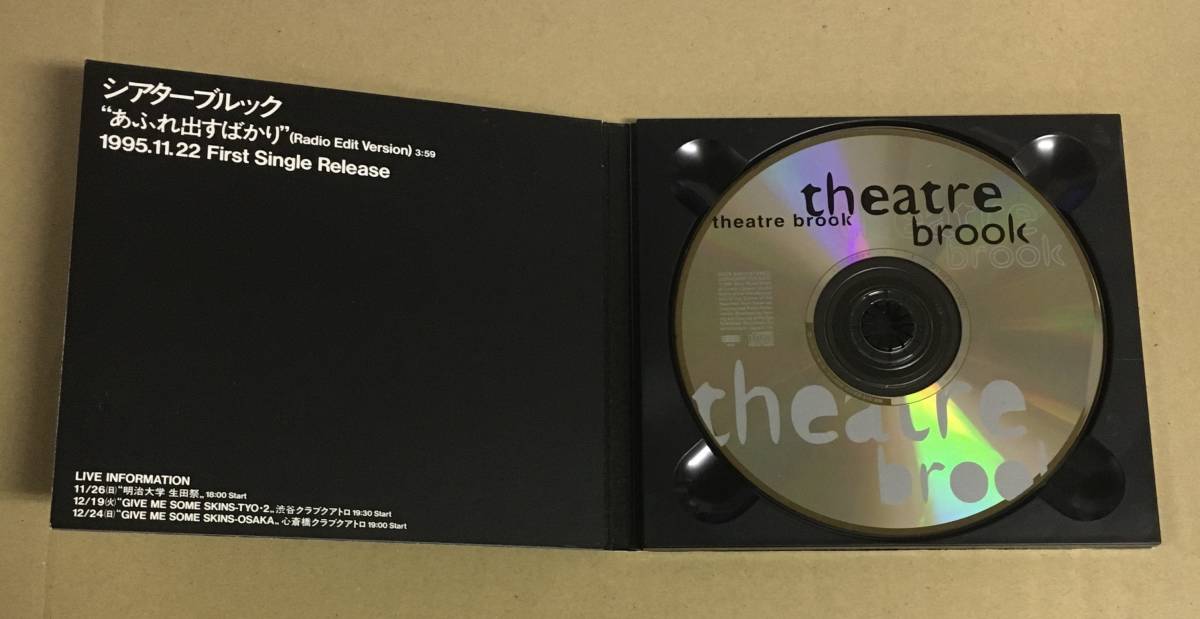 シアターブルック
“あふれ出すばかり”(Radio Edit Version) 3:59
1995.11.22 First Single Release
LIVE INFORMATION
11/26(日)“明治大学 生田祭„ 18:00 Start
12/19(火)“GIVE ME SOME SKINS-TYO・2„ 渋谷クラブクアトロ 19:30 Start
12/24(日)“GIVE ME SOME SKINS-OSAKA„ 心斎橋クラブクアトロ 19:00 Start
theatre
brook
theatre brook
theatre
brook
theatre
brook